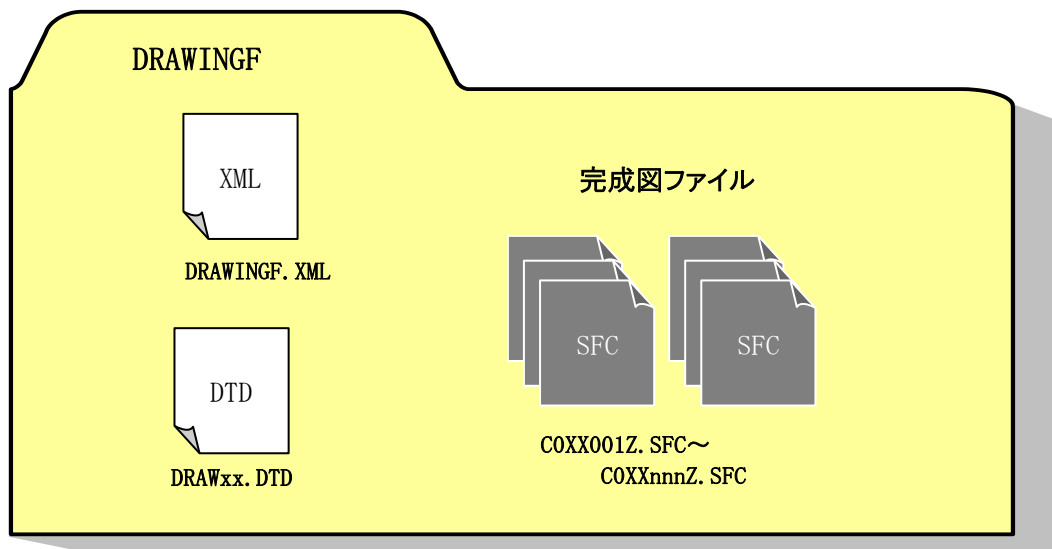 DRAWINGF
XML
DRAWINGF.XML
DTD
DRAWxx.DTD
完成図ファイル
SFC
SFC
C0XX001Z.SFC～
C0XXnnnZ.SFC